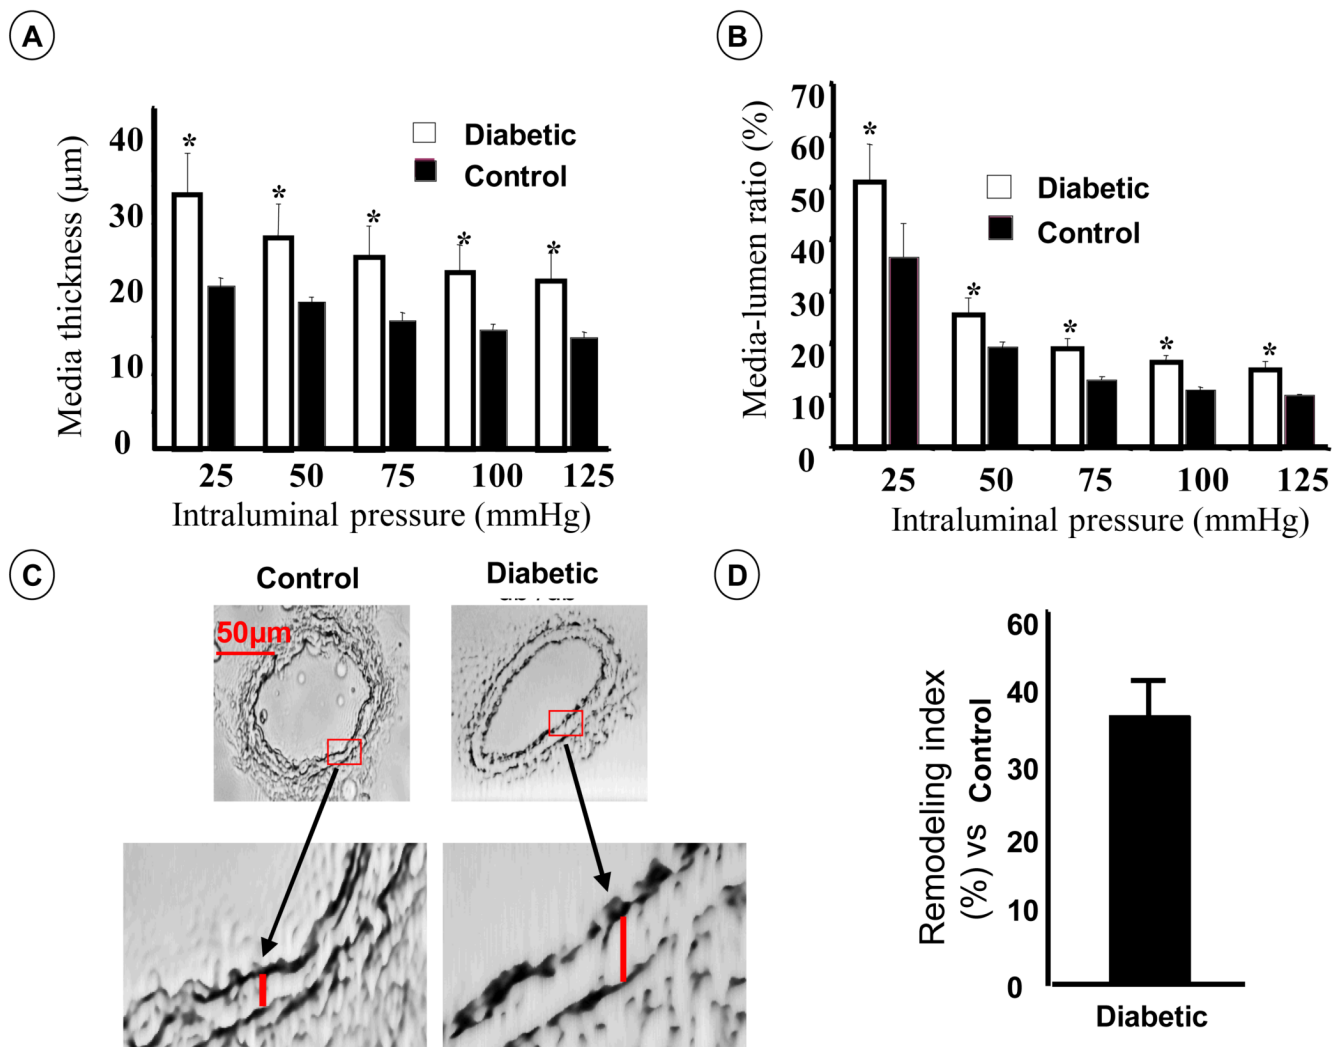 A
Media thickness (µm)
40
30
20
10
0
*
*
*
*
*
Diabetic
Control
25 50 75 100 125
Intraluminal pressure (mmHg)
B
Media-lumen ratio (%)
70
60
50
40
30
20
10
0
*
*
*
*
*
Diabetic
Control
25 50 75 100 125
Intraluminal pressure (mmHg)
C
Control
Diabetic
50µm
D
Remodeling index
(%) vs Control
60
40
30
20
10
0
Diabetic